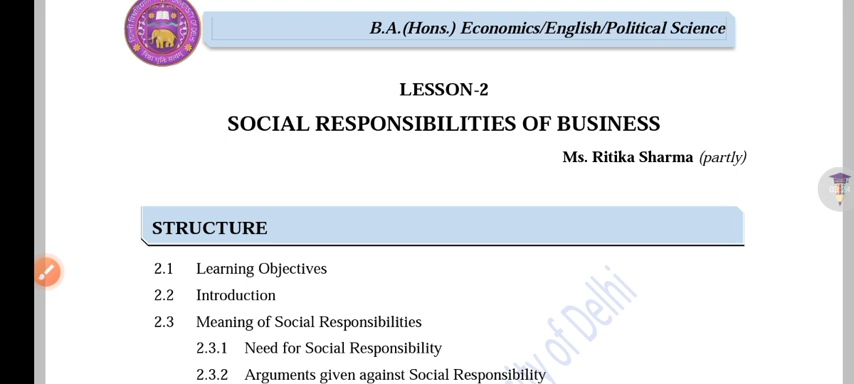 B.A.(Hons.) Economics/English/Political Science
LESSON-2
SOCIAL RESPONSIBILITIES OF BUSINESS
Ms. Ritika Sharma (partly)
STRUCTURE
2.1 Learning Objectives
2.2 Introduction
2.3 Meaning of Social Responsibilities
2.3.1 Need for Social Responsibility
2.3.2 Arguments given against Social Responsibility
of Delhi